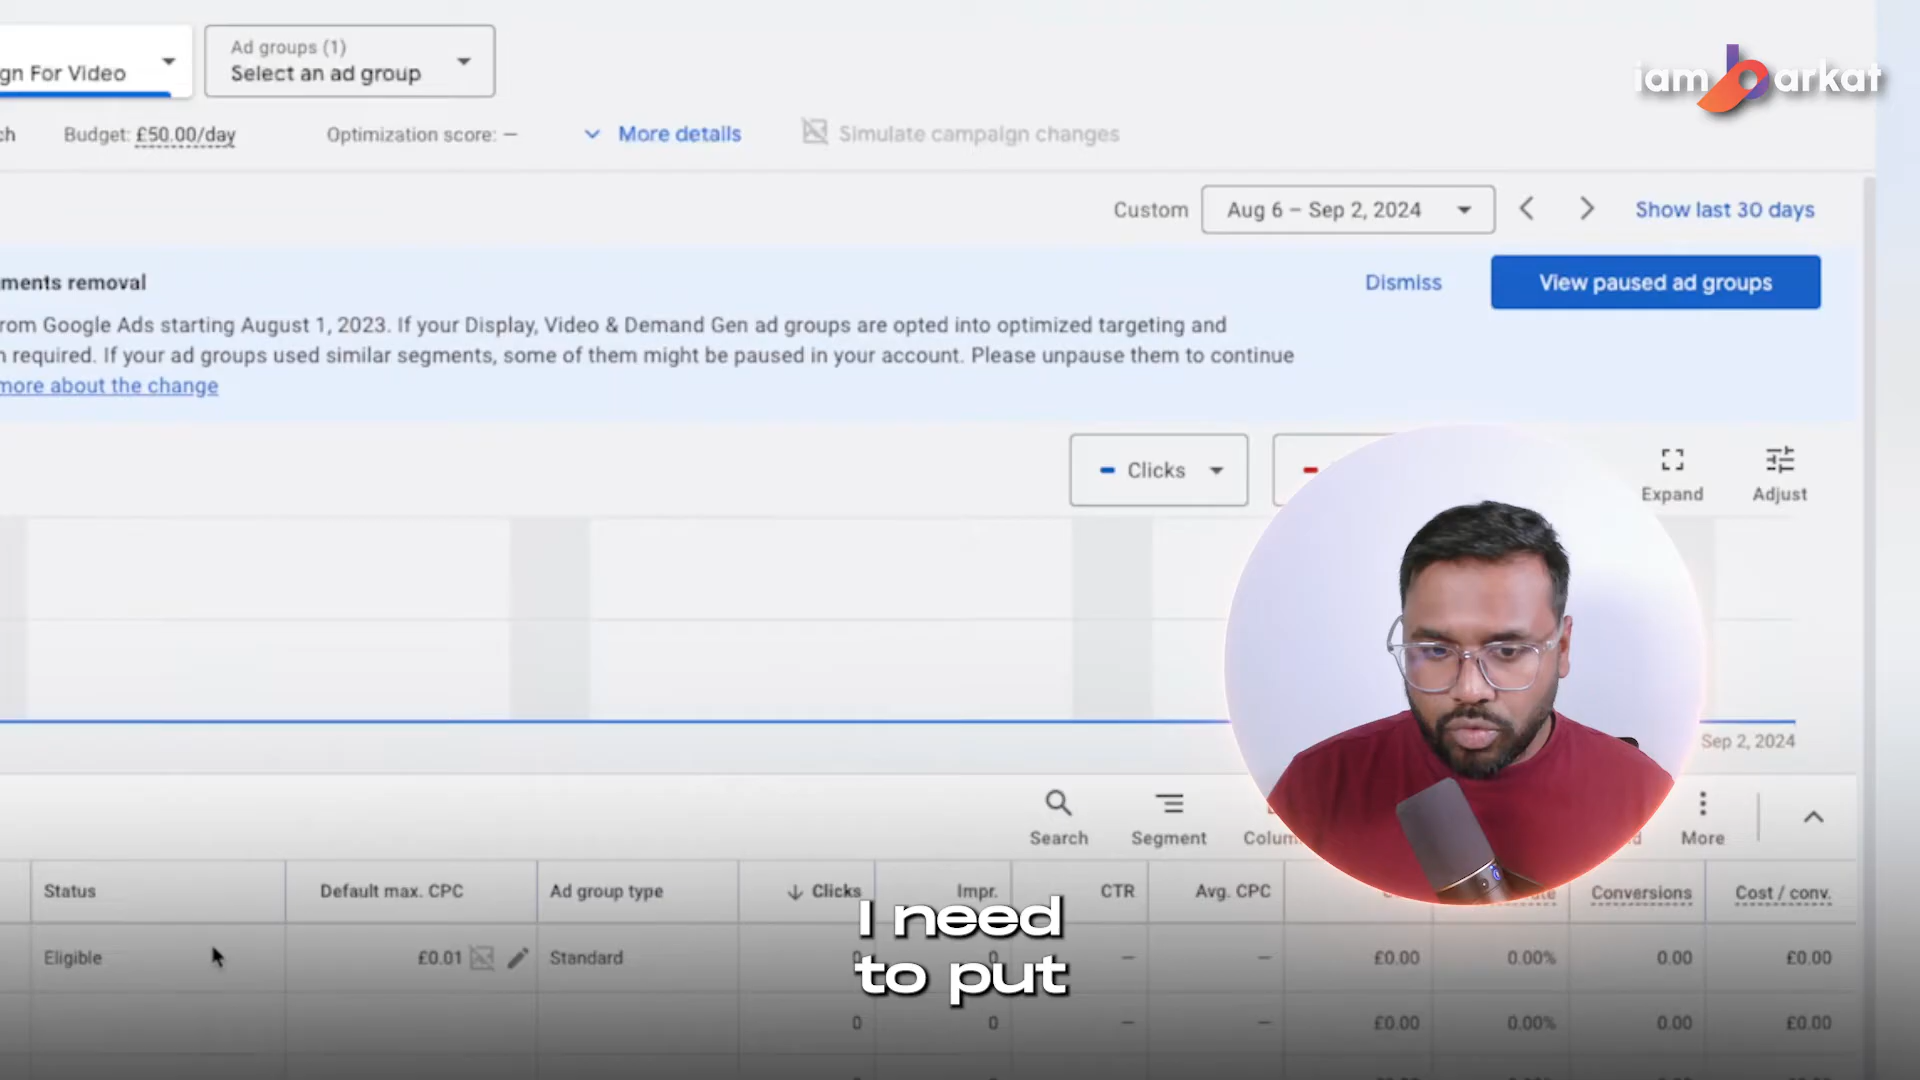 Ad groups (1)
gn For Video
Select an ad group
iam barkat
ch
Budget: £50.00/day
Optimization score: –
More details
Simulate campaign changes
Custom
Aug 6 – Sep 2, 2024
Show last 30 days
ments removal
Dismiss
View paused ad groups
rom Google Ads starting August 1, 2023. If your Display, Video & Demand Gen ad groups are opted into optimized targeting and
n required. If your ad groups used similar segments, some of them might be paused in your account. Please unpause them to continue
more about the change
Clicks
Expand
Adjust
Sep 2, 2024
Search
Segment
Colum
More
Status
Default max. CPC
Ad group type
Clicks
Impr.
CTR
Avg. CPC
Conversions
Cost / conv.
I need
to put
Eligible
£0.01
Standard
0
0
–
–
£0.00
0.00%
0.00
£0.00
0
0
–
–
£0.00
0.00%
0.00
£0.00